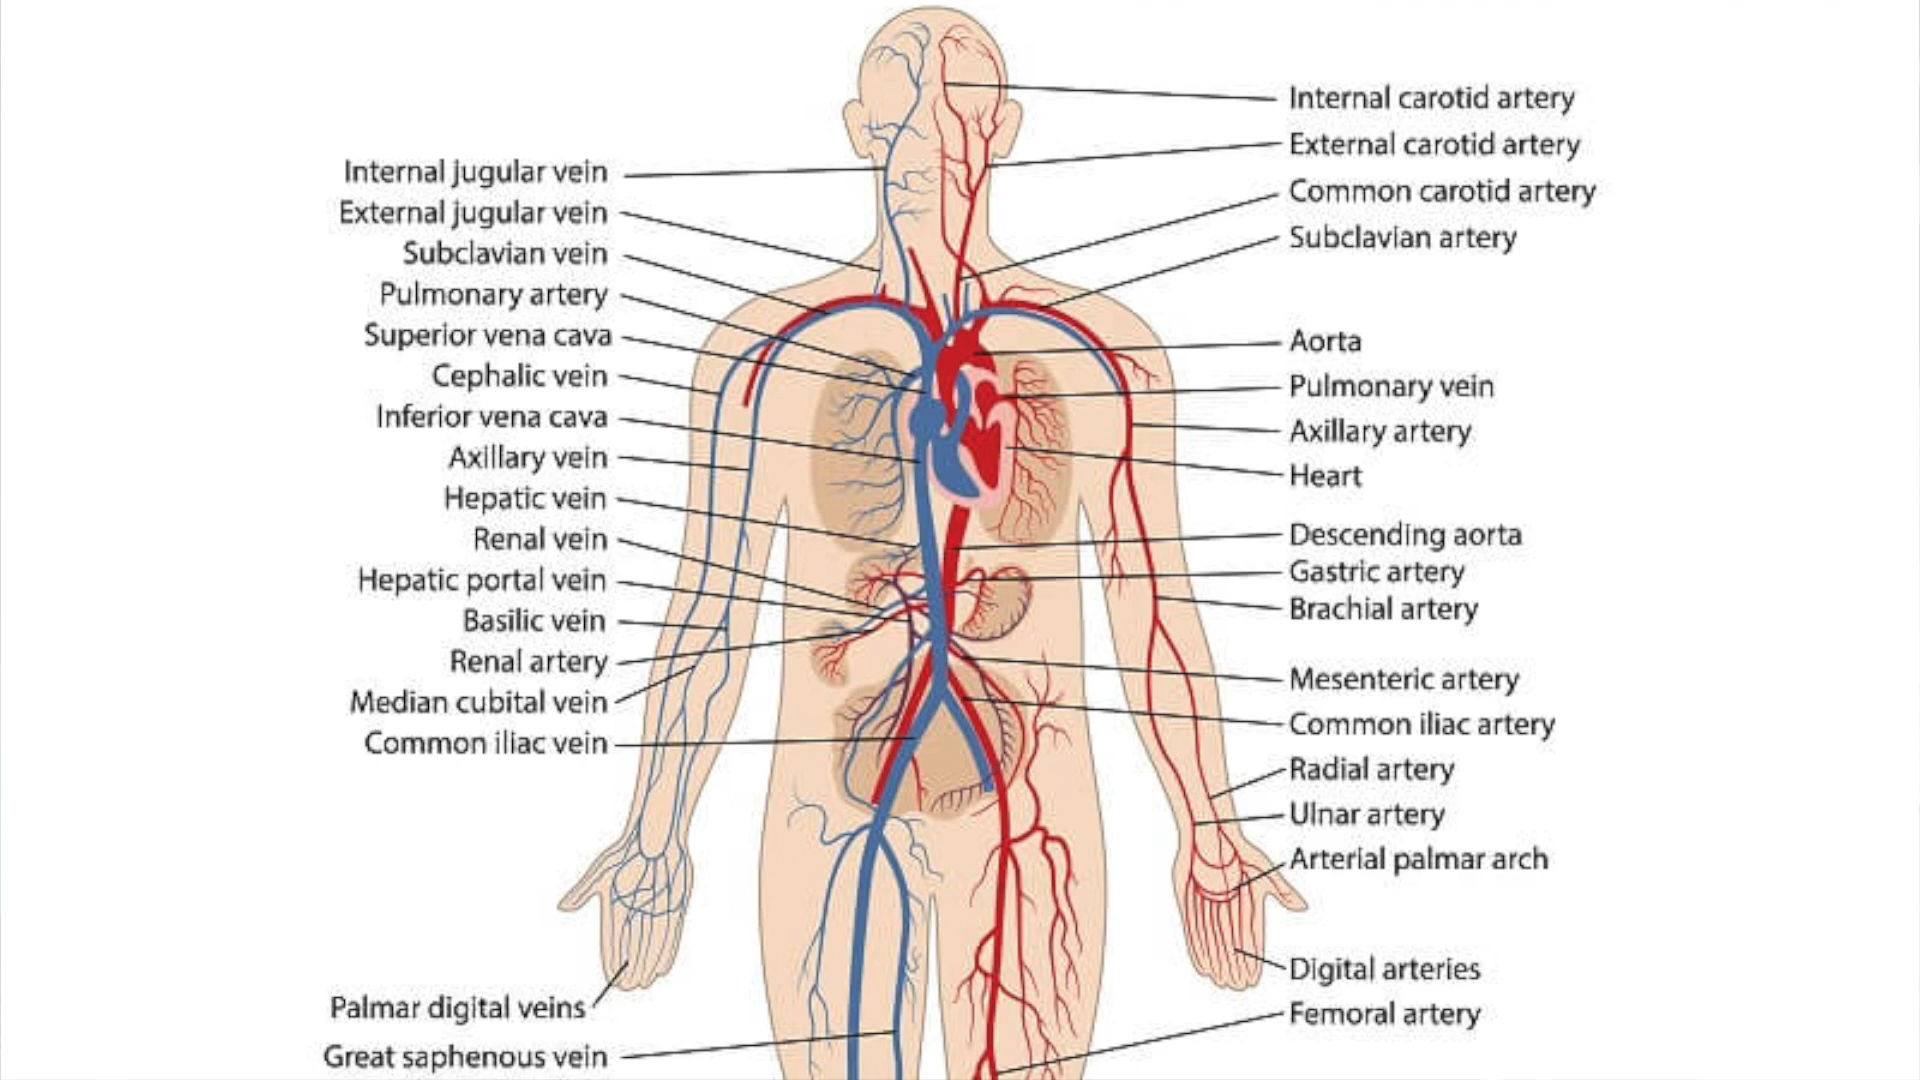 Internal jugular vein
External jugular vein
Subclavian vein
Pulmonary artery
Superior vena cava
Cephalic vein
Inferior vena cava
Axillary vein
Hepatic vein
Renal vein
Hepatic portal vein
Basilic vein
Renal artery
Median cubital vein
Common iliac vein
Palmar digital veins
Great saphenous vein
Internal carotid artery
External carotid artery
Common carotid artery
Subclavian artery
Aorta
Pulmonary vein
Axillary artery
Heart
Descending aorta
Gastric artery
Brachial artery
Mesenteric artery
Common iliac artery
Radial artery
Ulnar artery
Arterial palmar arch
Digital arteries
Femoral artery